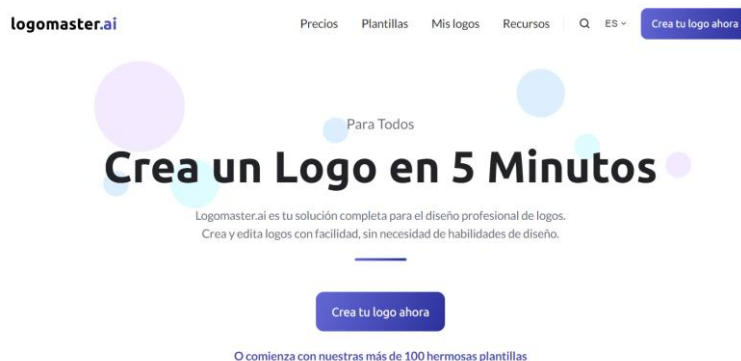 logomaster.ai
Precios Plantillas Mis logos Recursos ES Crea tu logo ahora
Para Todos
Crea un Logo en 5 Minutos
Logomaster.ai es tu solución completa para el diseño profesional de logos.
Crea y edita logos con facilidad, sin necesidad de habilidades de diseño.
Crea tu logo ahora
O comienza con nuestras más de 100 hermosas plantillas